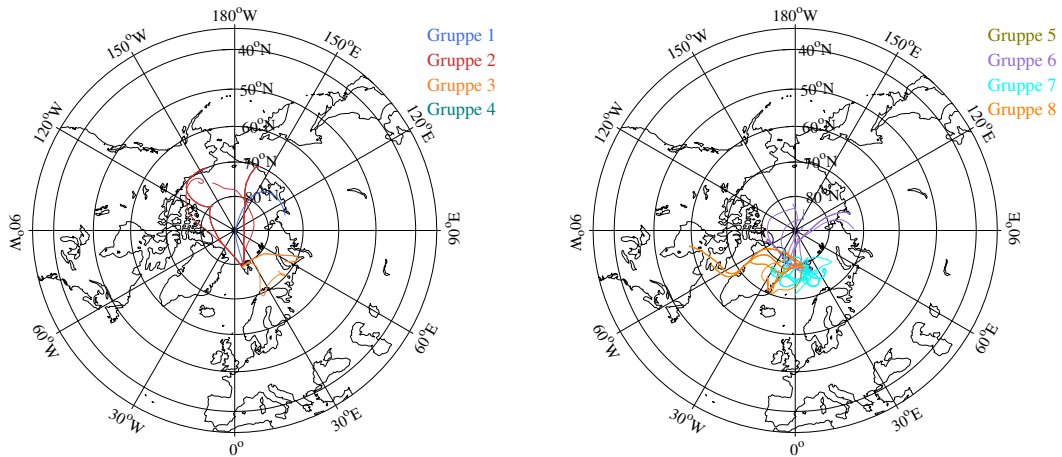 180°W
150°W
150°E
120°W
120°E
90°W
90°E
60°W
60°E
30°W
30°E
0°
40°N
50°N
60°N
70°N
80°N
Gruppe 1
Gruppe 2
Gruppe 3
Gruppe 4
180°W
150°W
150°E
120°W
120°E
90°W
90°E
60°W
60°E
30°W
30°E
0°
40°N
50°N
60°N
70°N
80°N
Gruppe 5
Gruppe 6
Gruppe 7
Gruppe 8